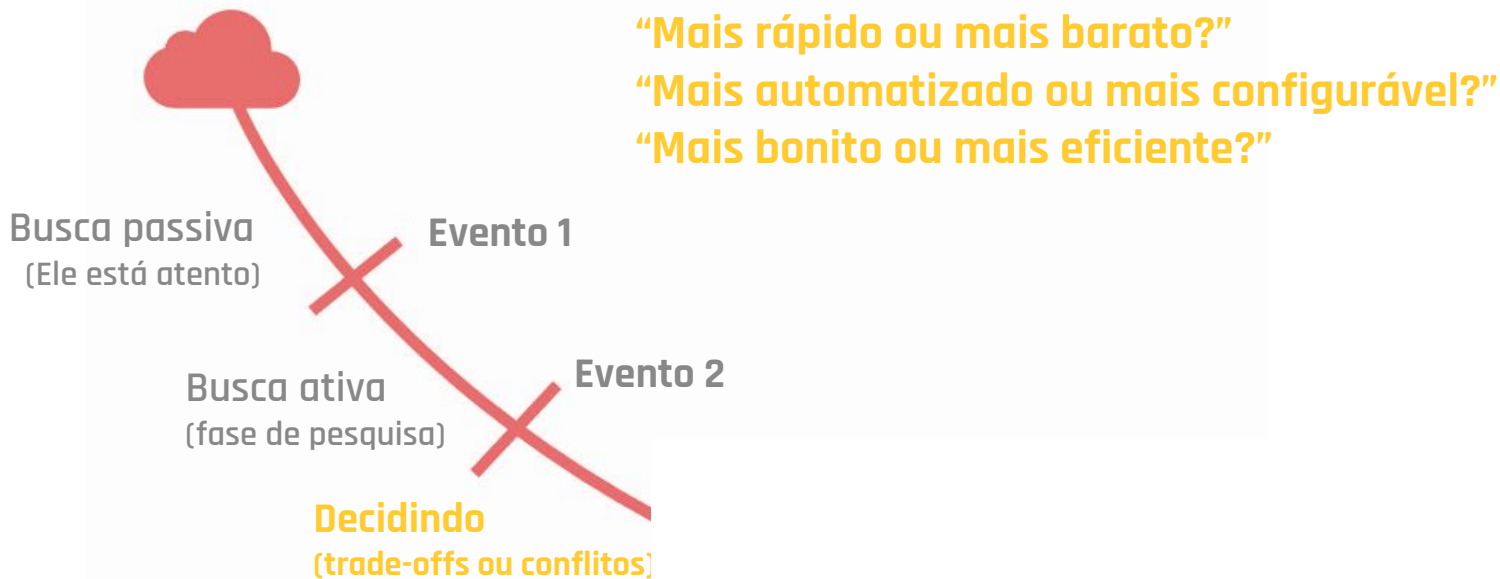 “Mais rápido ou mais barato?”
“Mais automatizado ou mais configurável?”
“Mais bonito ou mais eficiente?”
Busca passiva
(Ele está atento)
Evento 1
Busca ativa
(fase de pesquisa)
Evento 2
Decidindo
(trade-offs ou conflitos)